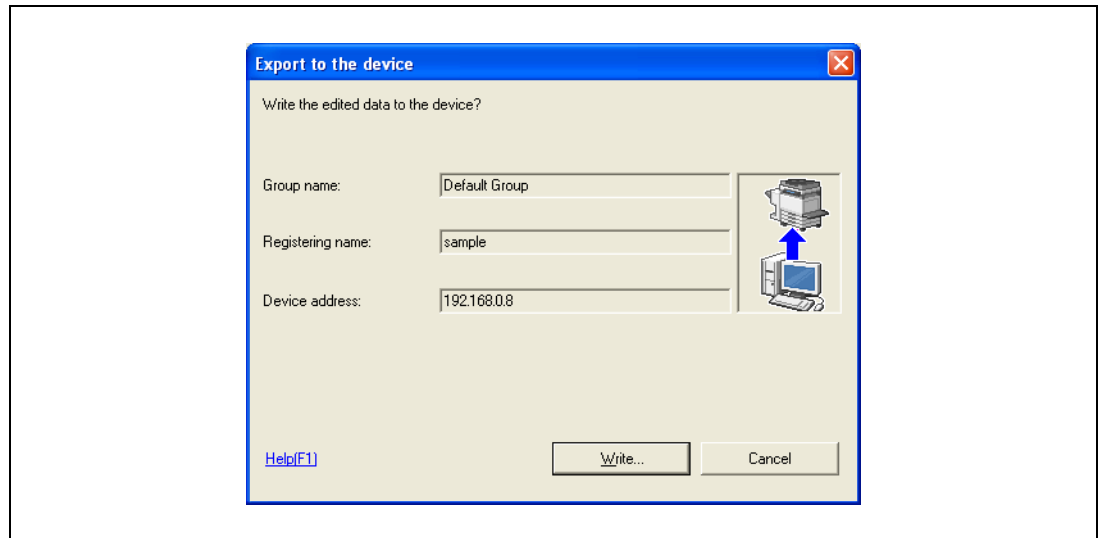 Export to the device
Write the edited data to the device?
Group name: Default Group
Registering name: sample
Device address: 192.168.0.8
Help(F1) Write... Cancel